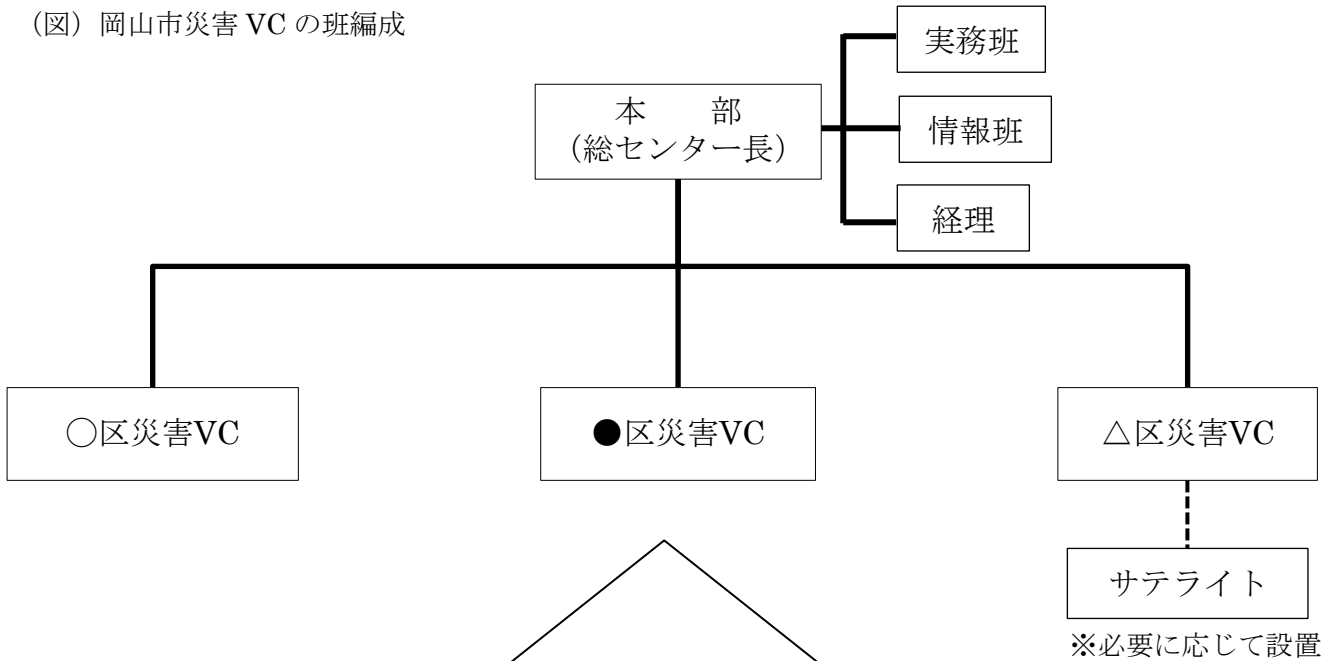 （図）岡山市災害 VC の班編成
実務班
本　　部
（総センター長）
情報班
経理
○区災害VC
●区災害VC
△区災害VC
サテライト
※必要に応じて設置